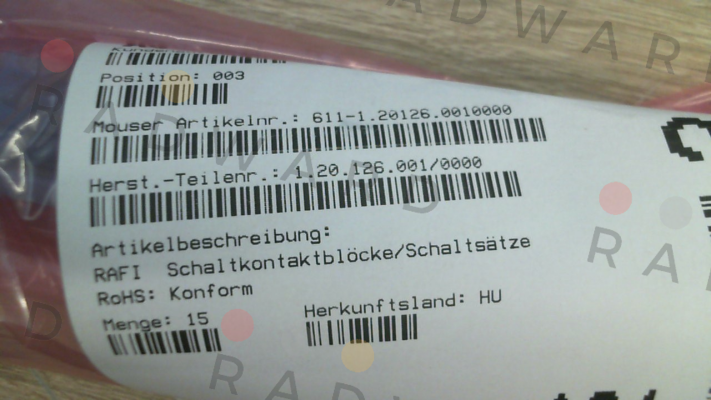 Position: 003
Mouser Artikelnr.: 611-1.20126.0010000
Herst.-Teilenr.: 1.20.126.001/0000
Artikelbeschreibung:
RAFI Schaltkontaktblöcke/Schaltsätze
RoHS: Konform
Menge: 15
Herkunftsland: HU
RADWARD